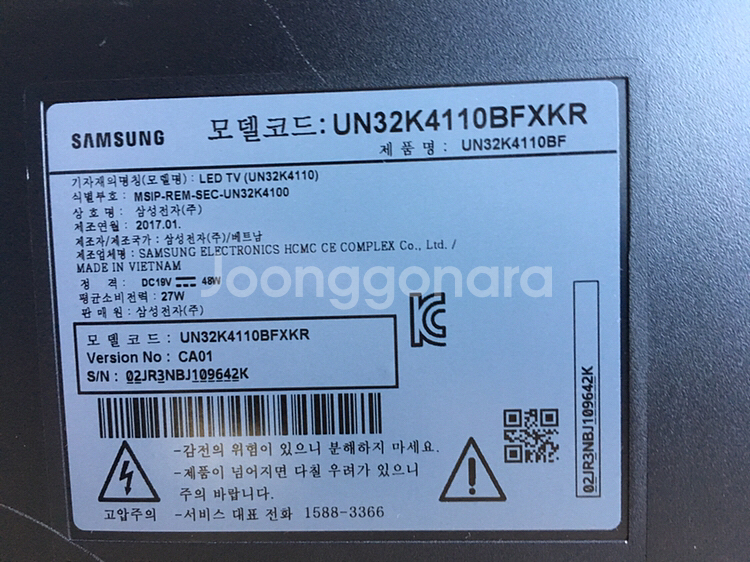 SAMSUNG 모델코드: UN32K4110BFXKR
제 품 명 : UN32K4110BF
기자재의명칭(모델명) : LED TV (UN32K4110)
식별부호 : MSIP-REM-SEC-UN32K4100
상 호 명 : 삼성전자(주)
제조연월 : 2017.01.
제조자/제조국가 : 삼성전자(주)/베트남
제조업체명 : SAMSUNG ELECTRONICS HCMC CE COMPLEX Co., Ltd. /
MADE IN VIETNAM
정 격 : DC19V 48W
평균소비전력 : 27W
판 매 원 : 삼성전자(주)
Joonggonara
모 델 코 드 : UN32K4110BFXKR
Version No : CA01
S/N : 02JR3NBJ109642K
02JR3NBJ109642K
-감전의 위험이 있으니 분해하지 마세요.
-제품이 넘어지면 다칠 우려가 있으니
주의 바랍니다.
고압주의 -서비스 대표 전화 1588-3366